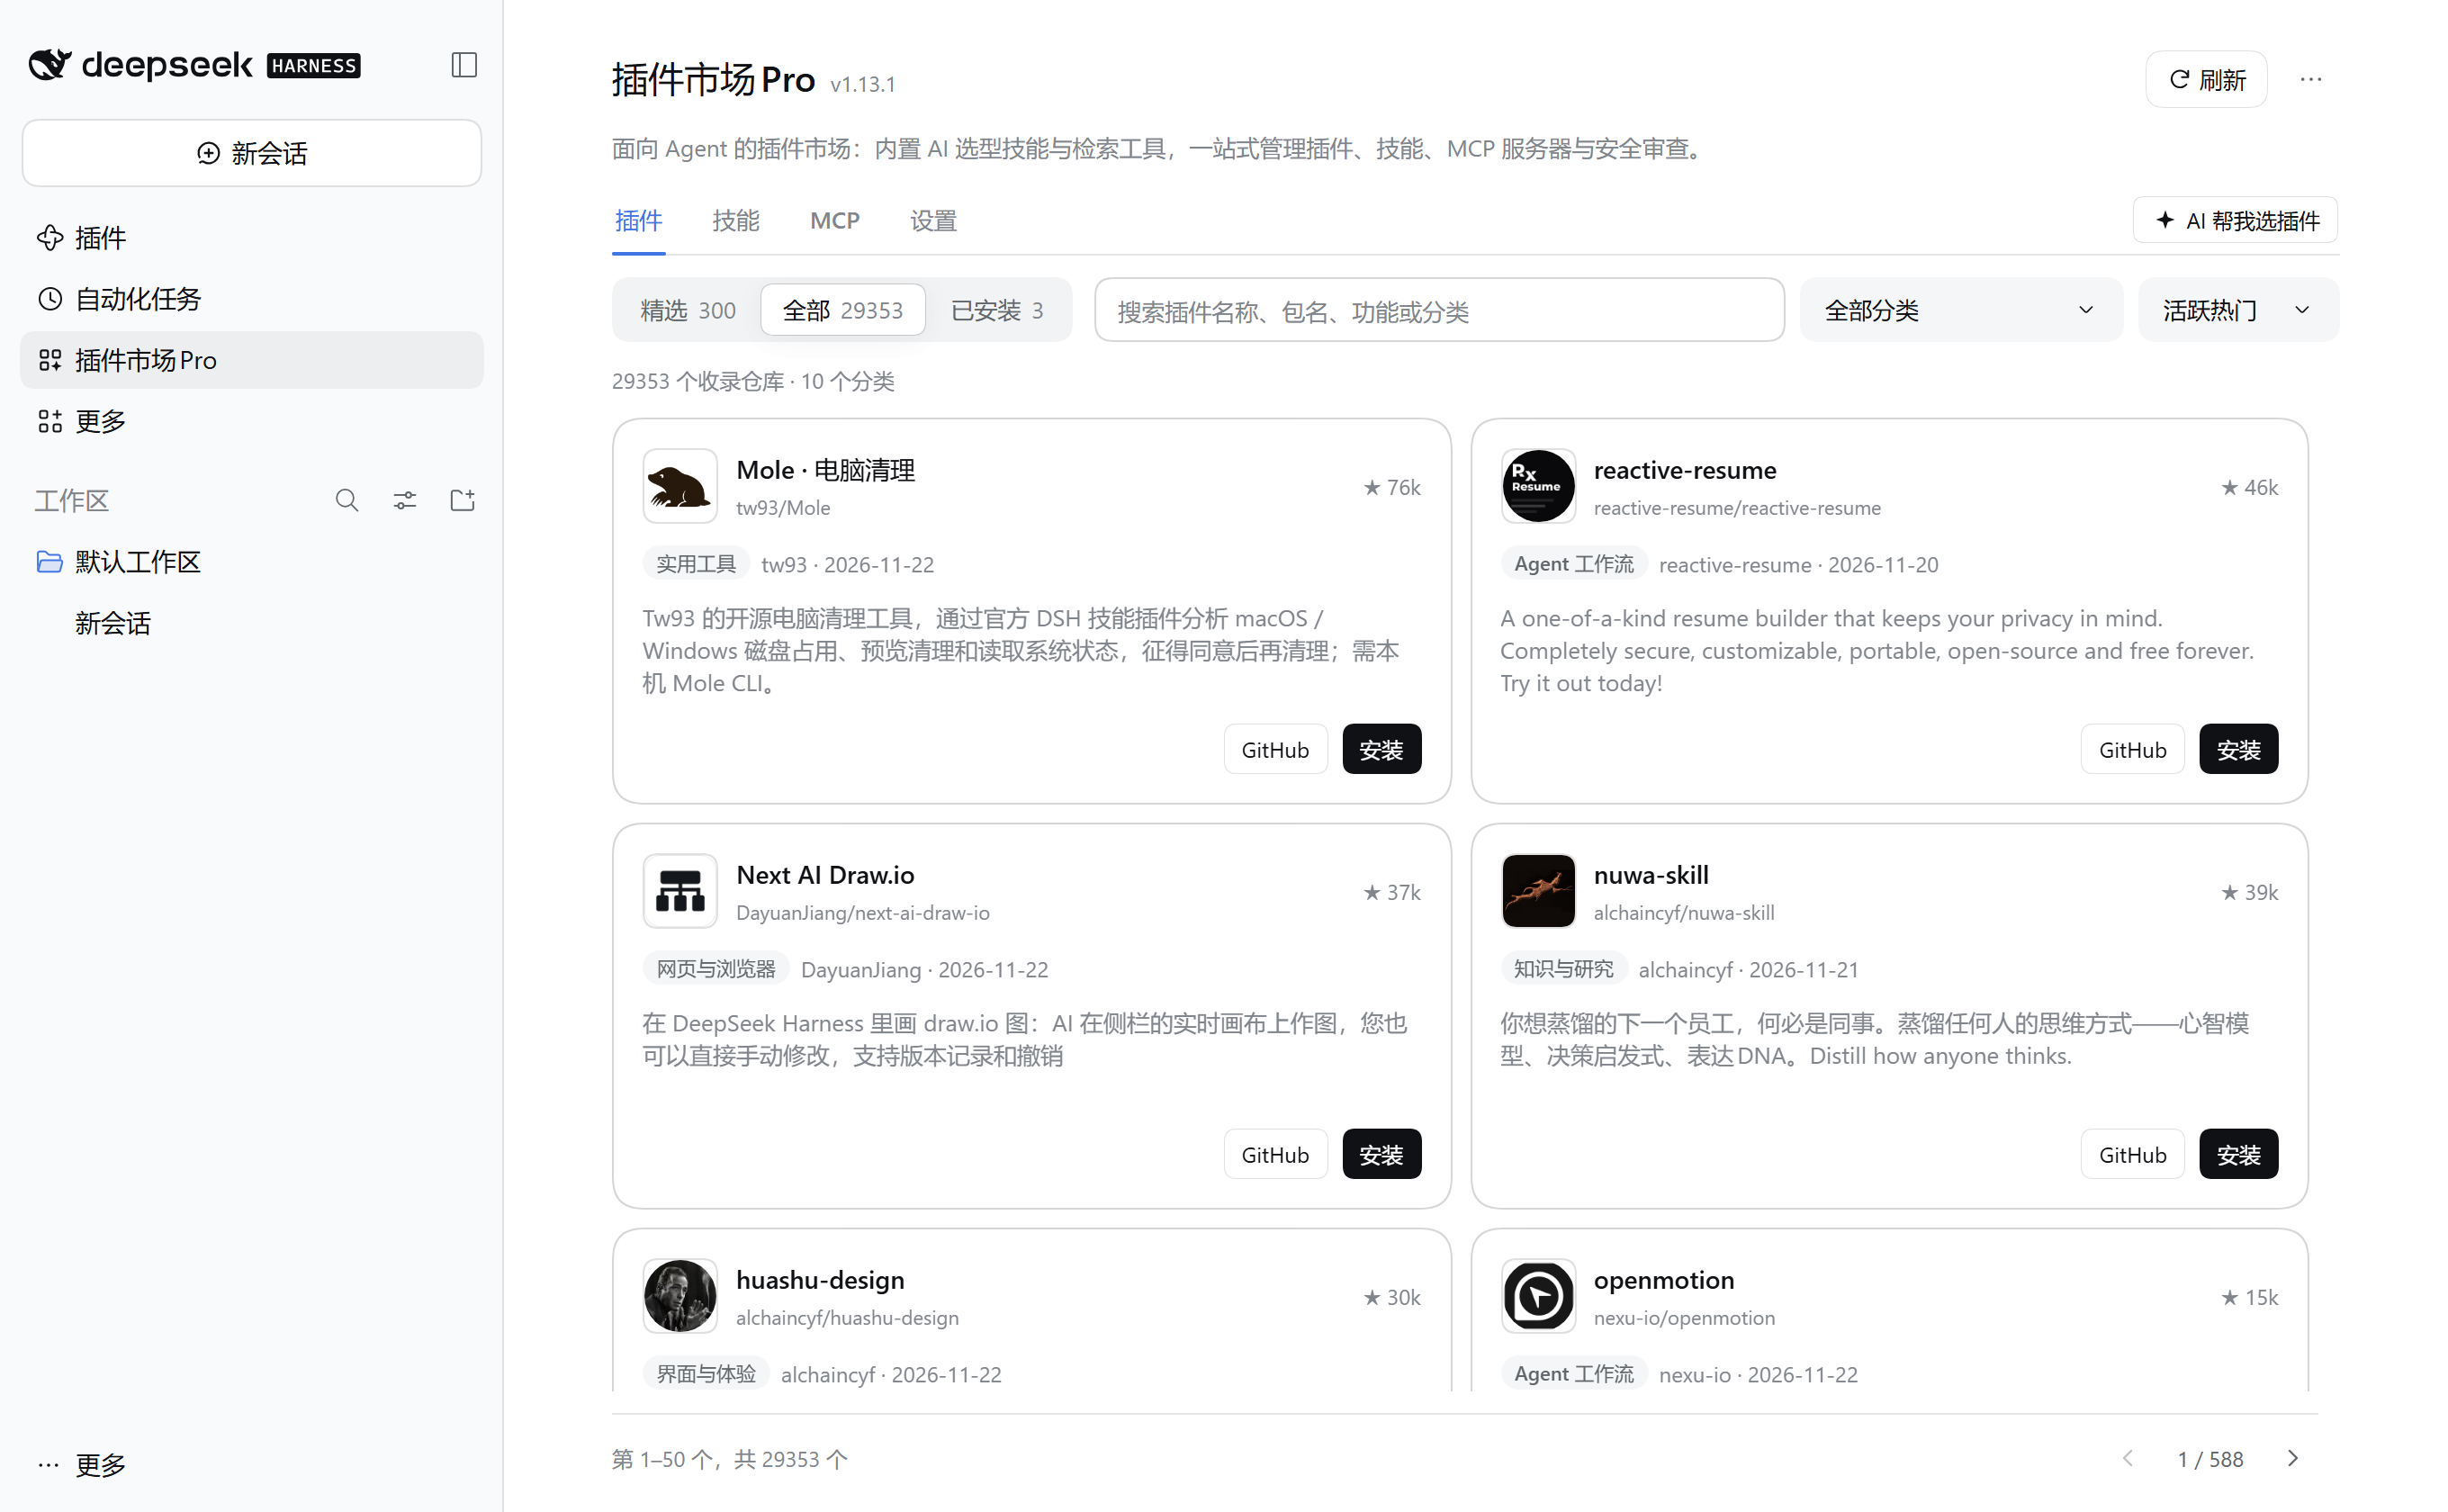 deepseek HARNESS
新会话
插件
自动化任务
插件市场Pro
更多
工作区
默认工作区
新会话
更多
插件市场Pro v1.13.1
刷新
面向 Agent 的插件市场：内置 AI 选型技能与检索工具，一站式管理插件、技能、MCP 服务器与安全审查。
插件 技能 MCP 设置
AI 帮我选插件
精选 300 全部 29353 已安装 3
搜索插件名称、包名、功能或分类
全部分类
活跃热门
29353 个收录仓库 · 10 个分类
Mole · 电脑清理
tw93/Mole
★ 76k
实用工具 tw93 · 2026-11-22
Tw93 的开源电脑清理工具，通过官方 DSH 技能插件分析 macOS /
Windows 磁盘占用、预览清理和读取系统状态，征得同意后再清理；需本
机 Mole CLI。
GitHub 安装
Rx
Resume
reactive-resume
reactive-resume/reactive-resume
★ 46k
Agent 工作流 reactive-resume · 2026-11-20
A one-of-a-kind resume builder that keeps your privacy in mind.
Completely secure, customizable, portable, open-source and free forever.
Try it out today!
GitHub 安装
Next AI Draw.io
DayuanJiang/next-ai-draw-io
★ 37k
网页与浏览器 DayuanJiang · 2026-11-22
在 DeepSeek Harness 里画 draw.io 图：AI 在侧栏的实时画布上作图，您也
可以直接手动修改，支持版本记录和撤销
GitHub 安装
nuwa-skill
alchaincyf/nuwa-skill
★ 39k
知识与研究 alchaincyf · 2026-11-21
你想蒸馏的下一个员工，何必是同事。蒸馏任何人的思维方式——心智模
型、决策启发式、表达DNA。Distill how anyone thinks.
GitHub 安装
huashu-design
alchaincyf/huashu-design
★ 30k
界面与体验 alchaincyf · 2026-11-22
openmotion
nexu-io/openmotion
★ 15k
Agent 工作流 nexu-io · 2026-11-22
第 1–50 个，共 29353 个
1 / 588